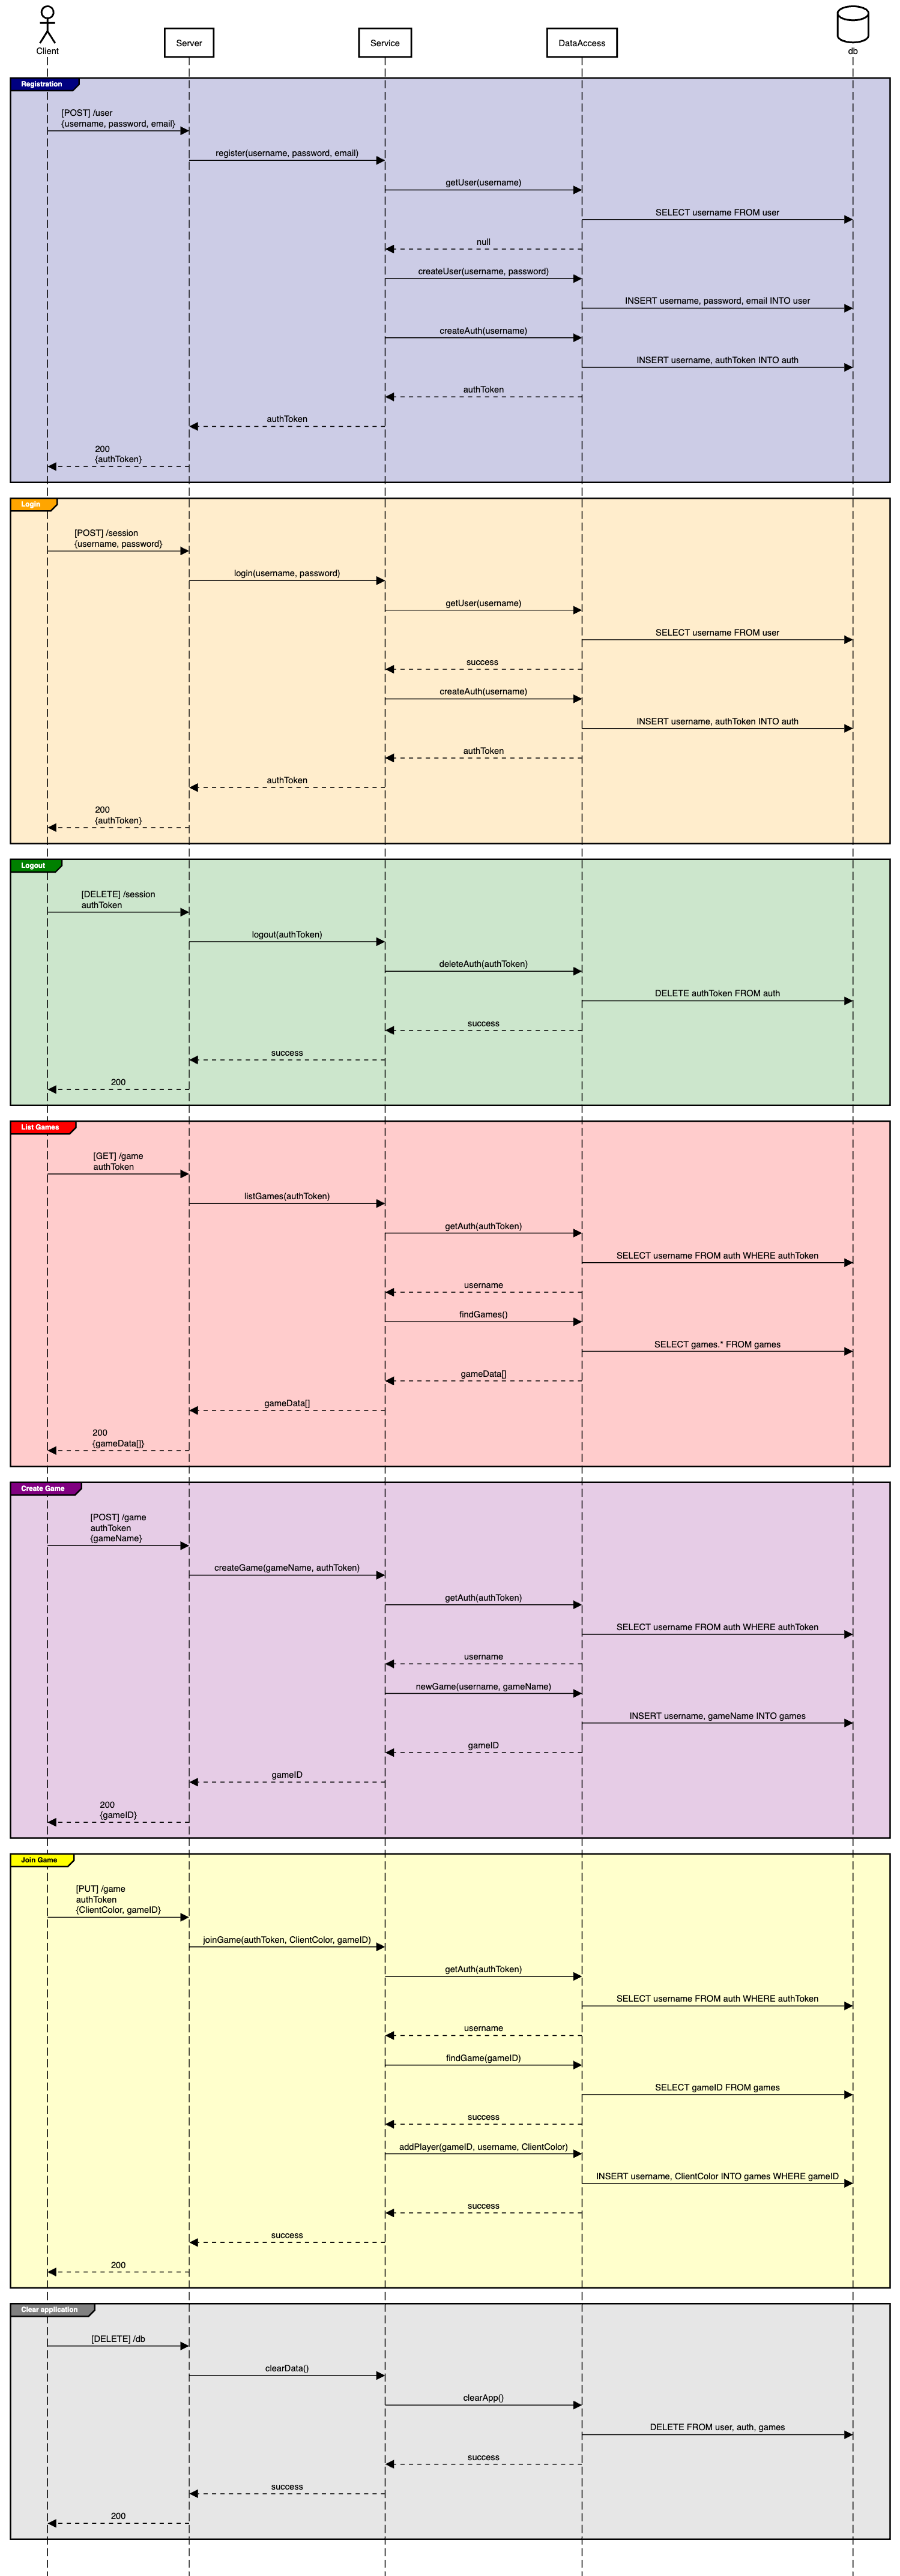 Client
Server
Service
DataAccess
db
Registration
[POST] /user
{username, password, email}
register(username, password, email)
getUser(username)
SELECT username FROM user
null
createUser(username, password)
INSERT username, password, email INTO user
createAuth(username)
INSERT username, authToken INTO auth
authToken
authToken
200
{authToken}
Login
[POST] /session
{username, password}
login(username, password)
getUser(username)
SELECT username FROM user
success
createAuth(username)
INSERT username, authToken INTO auth
authToken
authToken
200
{authToken}
Logout
[DELETE] /session
authToken
logout(authToken)
deleteAuth(authToken)
DELETE authToken FROM auth
success
success
200
List Games
[GET] /game
authToken
listGames(authToken)
getAuth(authToken)
SELECT username FROM auth WHERE authToken
username
findGames()
SELECT games.* FROM games
gameData[]
gameData[]
200
{gameData[]}
Create Game
[POST] /game
authToken
{gameName}
createGame(gameName, authToken)
getAuth(authToken)
SELECT username FROM auth WHERE authToken
username
newGame(username, gameName)
INSERT username, gameName INTO games
gameID
gameID
200
{gameID}
Join Game
[PUT] /game
authToken
{ClientColor, gameID}
joinGame(authToken, ClientColor, gameID)
getAuth(authToken)
SELECT username FROM auth WHERE authToken
username
findGame(gameID)
SELECT gameID FROM games
success
addPlayer(gameID, username, ClientColor)
INSERT username, ClientColor INTO games WHERE gameID
success
success
200
Clear application
[DELETE] /db
clearData()
clearApp()
DELETE FROM user, auth, games
success
success
200